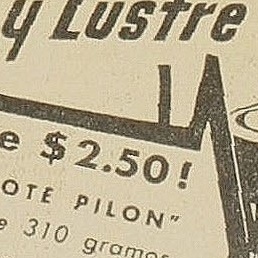 y Lustre
e $2.50!
OTE PILON"
e 310 gramos